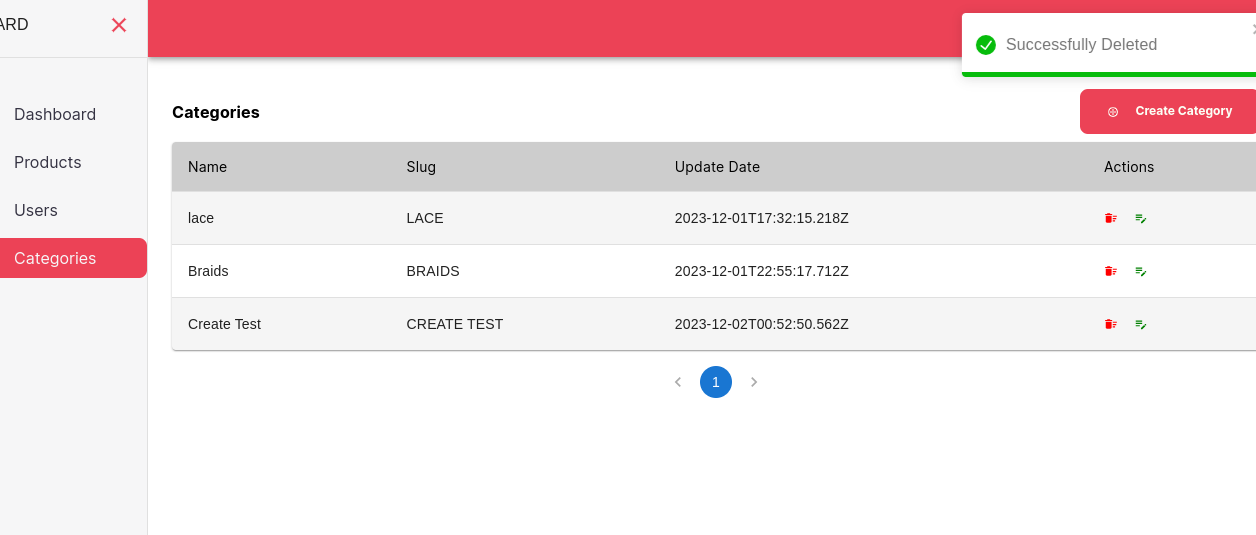 ARD
Successfully Deleted
Dashboard
Products
Users
Categories
Categories
Create Category
Name Slug Update Date Actions
lace LACE 2023-12-01T17:32:15.218Z
Braids BRAIDS 2023-12-01T22:55:17.712Z
Create Test CREATE TEST 2023-12-02T00:52:50.562Z
1